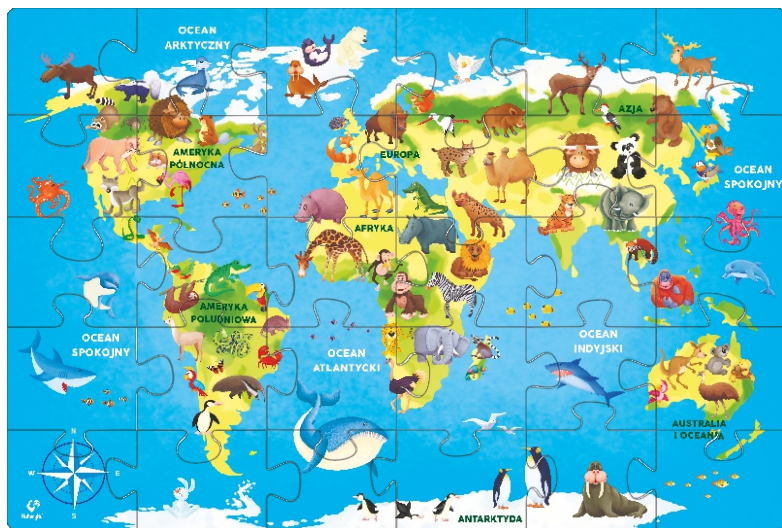 OCEAN
ARKTYCZNY
AZJA
AMERYKA
PÓŁNOCNA
EUROPA
OCEAN
SPOKOJNY
AFRYKA
AMERYKA
POŁUDNIOWA
OCEAN
SPOKOJNY
OCEAN
ATLANTYCKI
OCEAN
INDYJSKI
AUSTRALIA
I OCEANIA
N
W
E
S
ANTARKTYDA